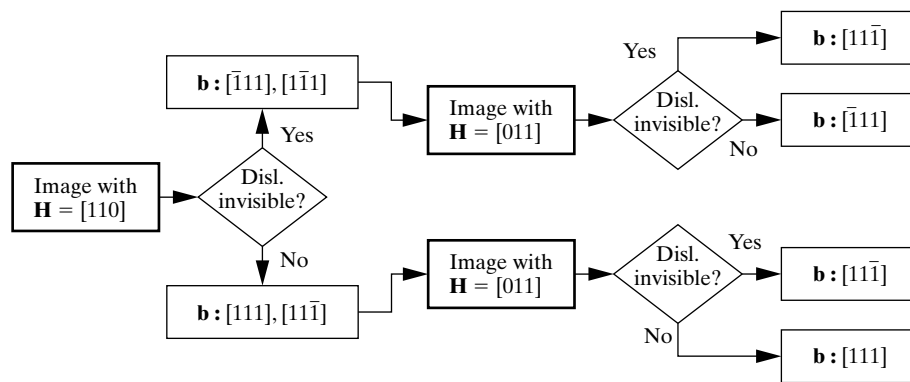 b : [1̄11], [11̄1]
Yes
Image with
H = [110]
Disl.
invisible?
No
b : [111], [111̄]
Image with
H = [011]
Disl.
invisible?
Yes
b : [111̄]
No
b : [1̄11]
Image with
H = [011]
Disl.
invisible?
Yes
b : [111̄]
No
b : [111]